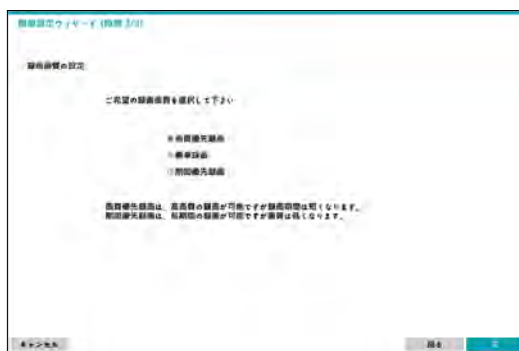 簡単設定ウィザード (段階 3/3)
録画画質の設定
ご希望の録画画質を選択して下さい
画質優先録画
標準録画
期間優先録画
画質優先録画は、高画質の録画が可能ですが録画期間は短くなります。
期間優先録画は、長期間の録画が可能ですが画質は低くなります。
キャンセル
戻る